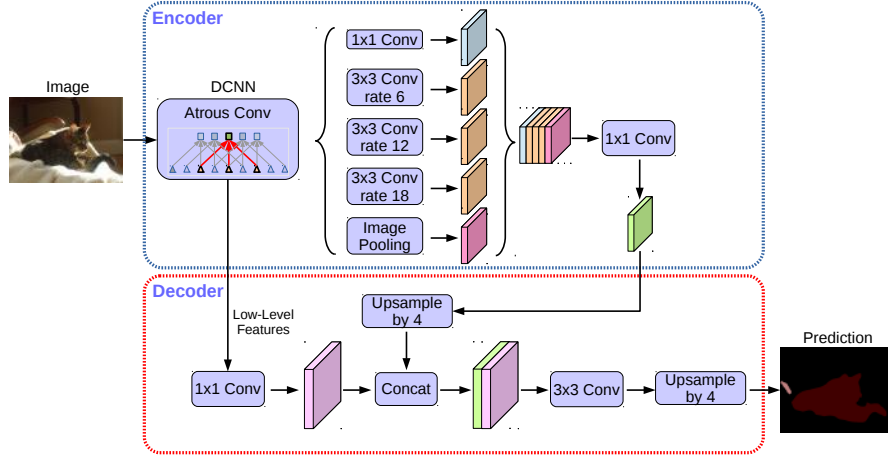 Encoder
Image
DCNN
Atrous Conv
1x1 Conv
3x3 Conv
rate 6
3x3 Conv
rate 12
3x3 Conv
rate 18
Image
Pooling
1x1 Conv
Decoder
Low-Level
Features
Upsample
by 4
1x1 Conv
Concat
3x3 Conv
Upsample
by 4
Prediction